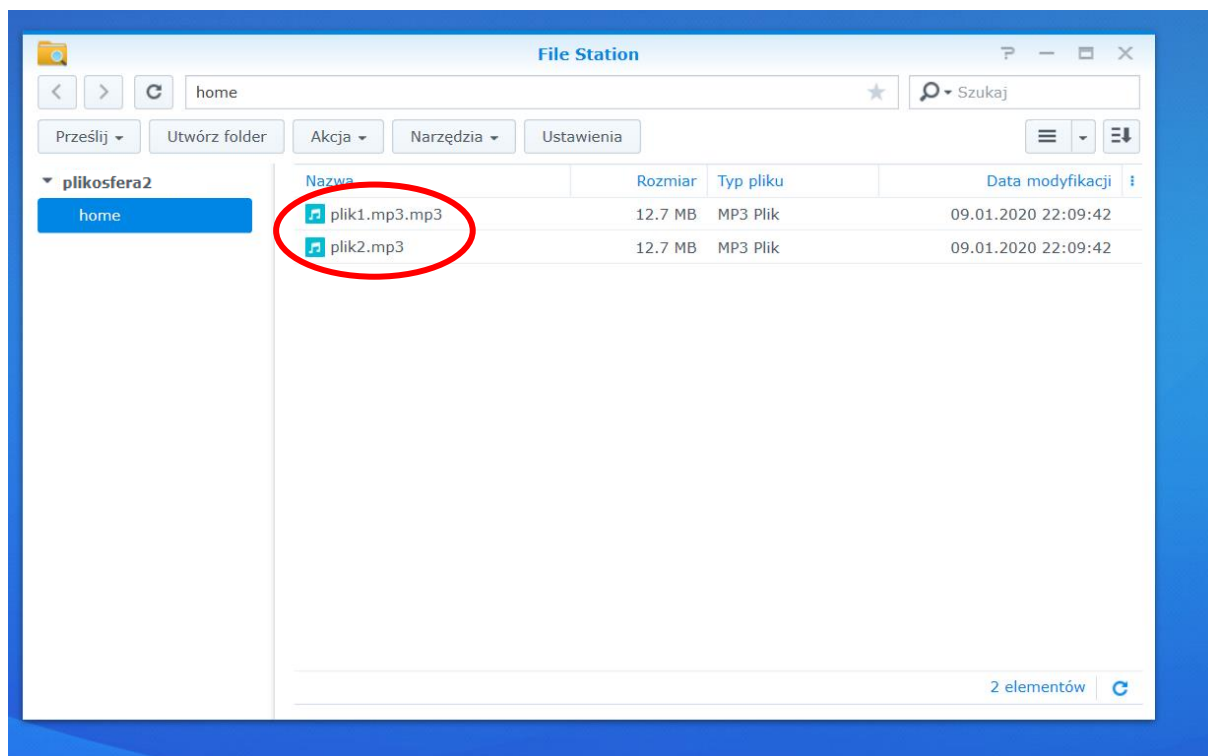 File Station
home
Szukaj
Prześlij Utwórz folder Akcja Narzędzia Ustawienia
plikosfera2
home
Nazwa Rozmiar Typ pliku Data modyfikacji
plik1.mp3.mp3 12.7 MB MP3 Plik 09.01.2020 22:09:42
plik2.mp3 12.7 MB MP3 Plik 09.01.2020 22:09:42
2 elementów